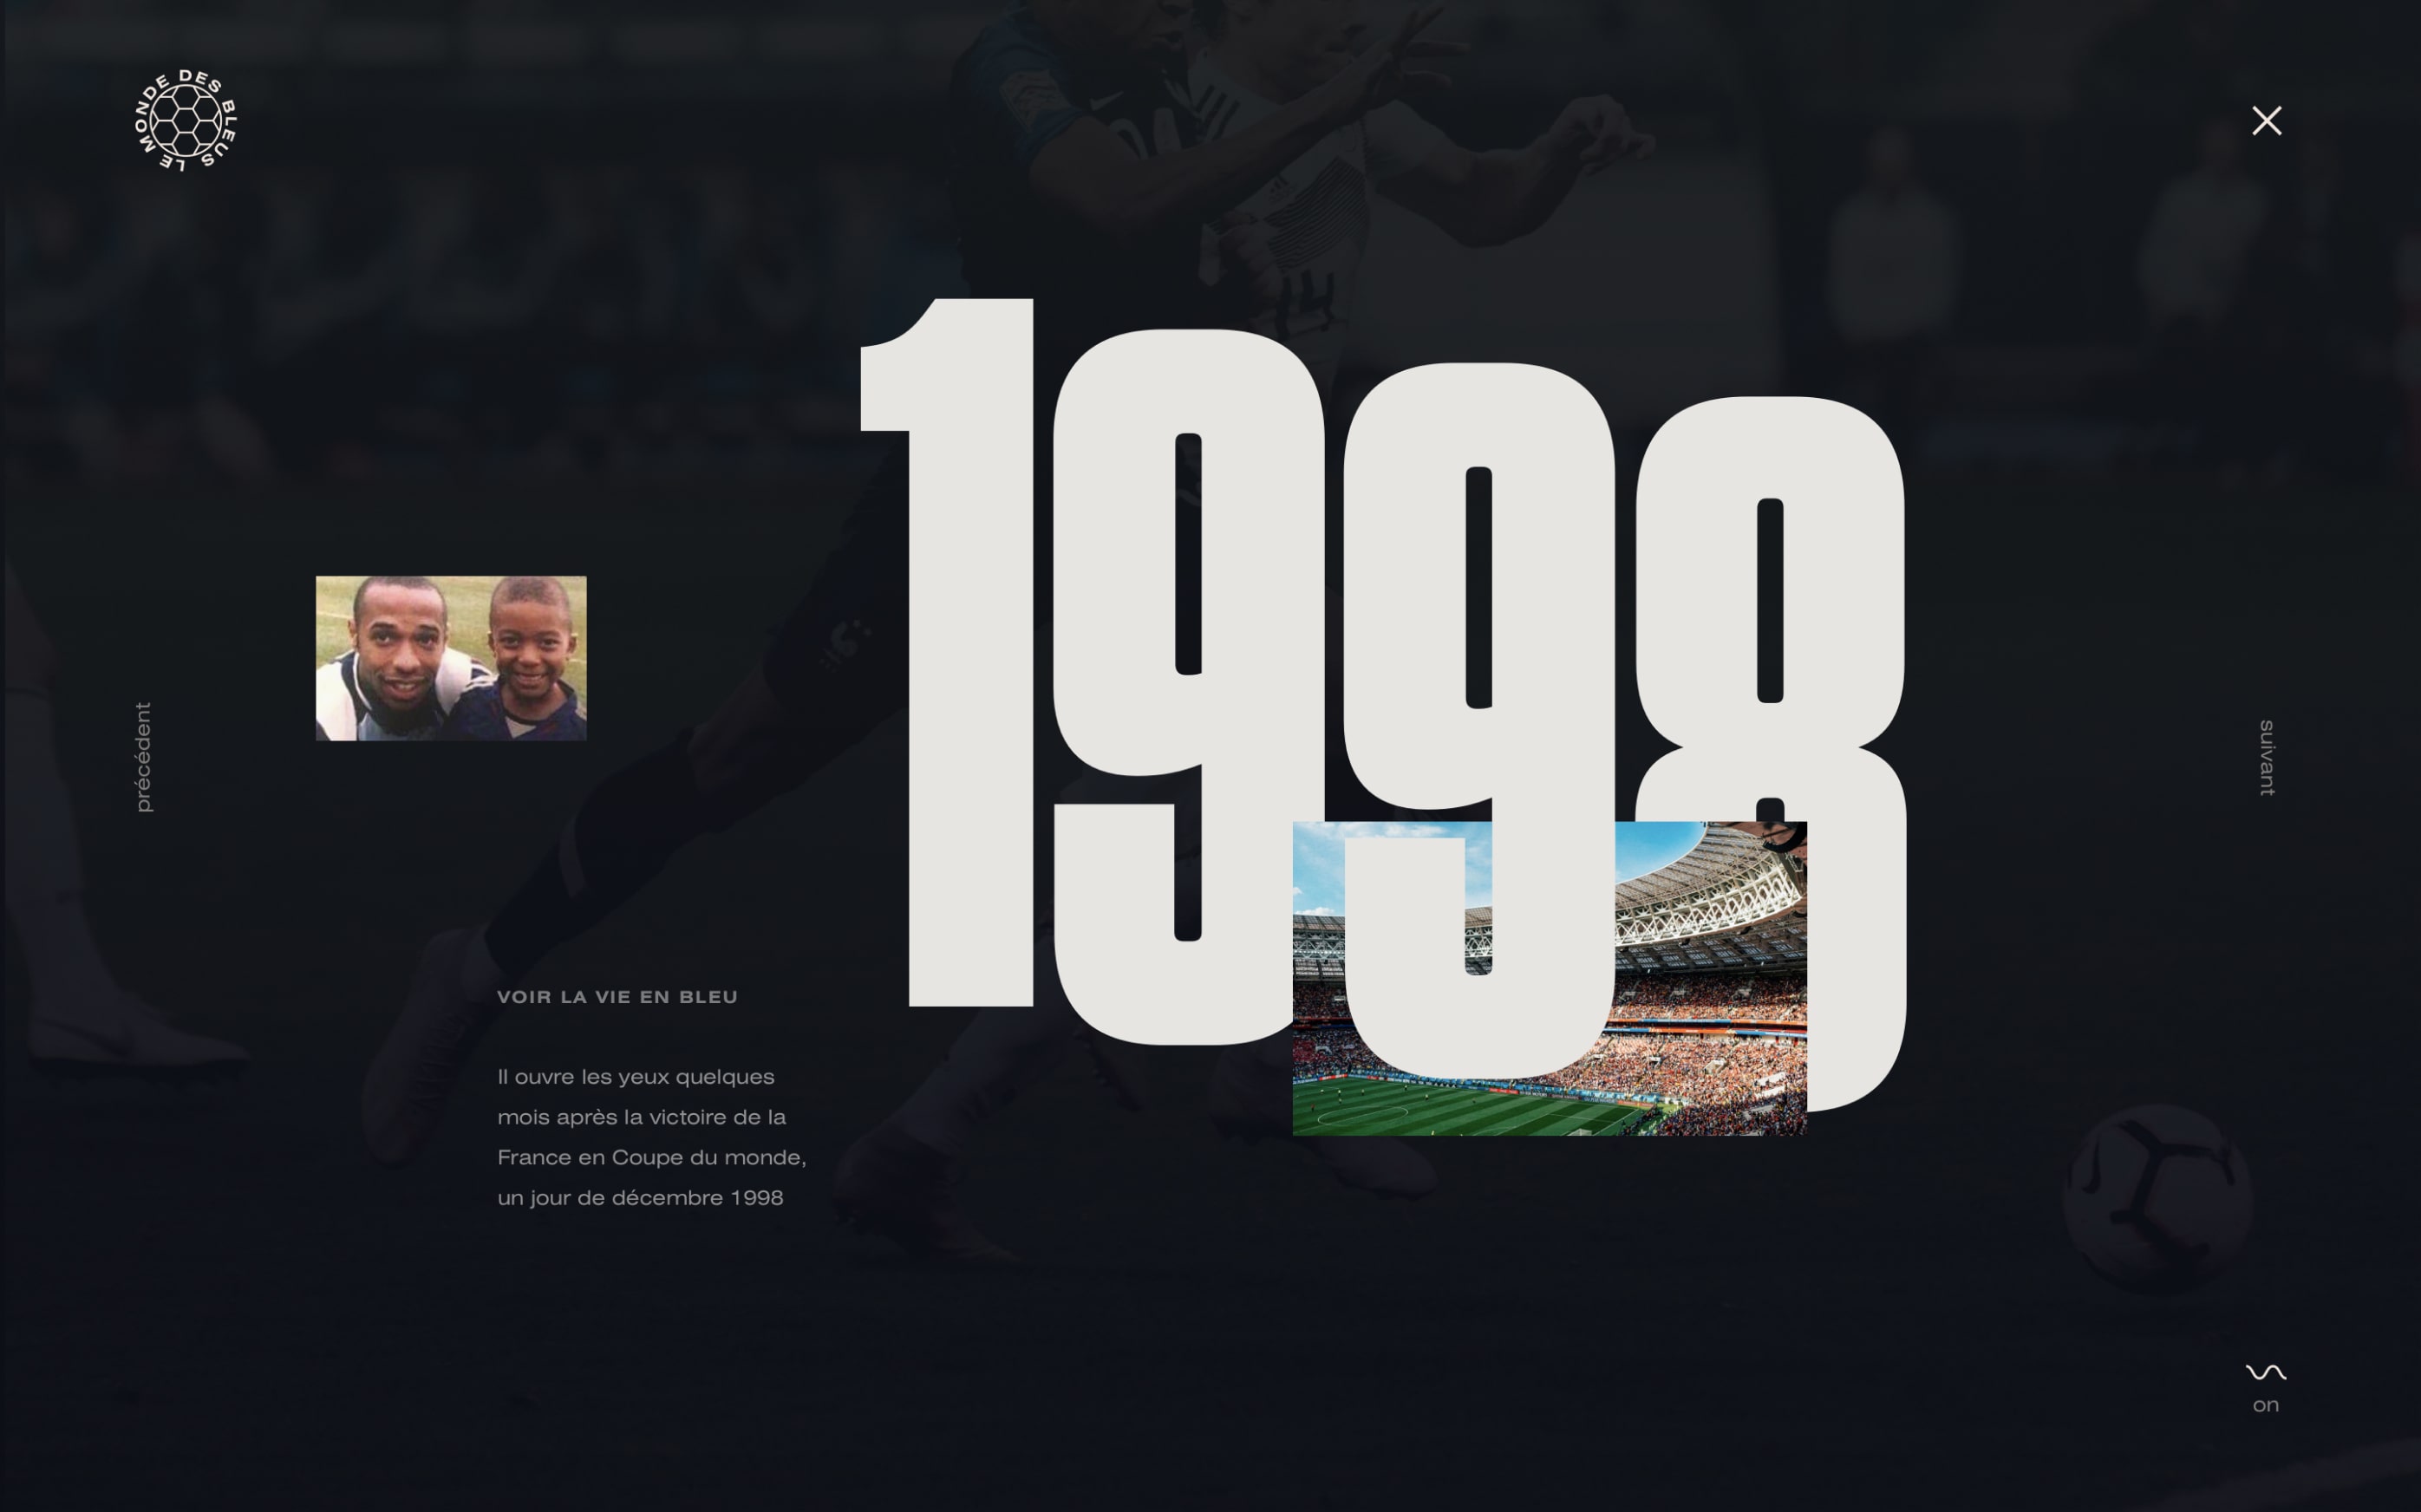 LE MONDE DES BLEUS
1998
précédent
suivant
VOIR LA VIE EN BLEU
Il ouvre les yeux quelques
mois après la victoire de la
France en Coupe du monde,
un jour de décembre 1998
on
14